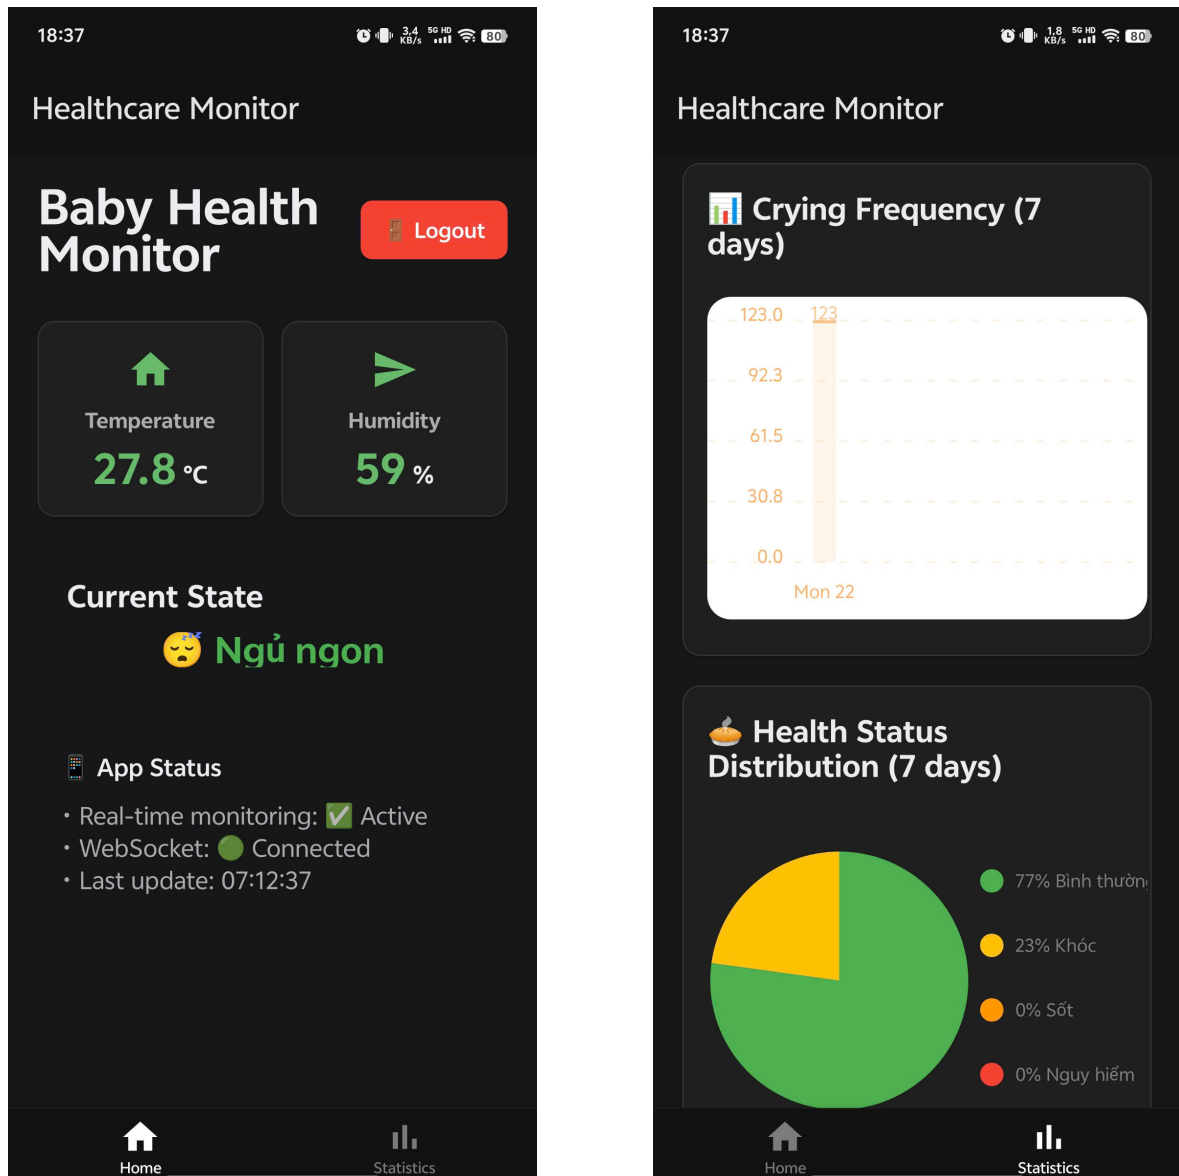 18:37
3,4 KB/s 5G HD 80
Healthcare Monitor
Baby Health
Monitor
Logout
Temperature
27.8 °C
Humidity
59 %
Current State
Ngủ ngon
App Status
• Real-time monitoring: Active
• WebSocket: Connected
• Last update: 07:12:37
Home
Statistics
18:37
1,8 KB/s 5G HD 80
Healthcare Monitor
Crying Frequency (7
days)
123.0
123
92.3
61.5
30.8
0.0
Mon 22
Health Status
Distribution (7 days)
77% Bình thườn
23% Khóc
0% Sốt
0% Nguy hiểm
Home
Statistics